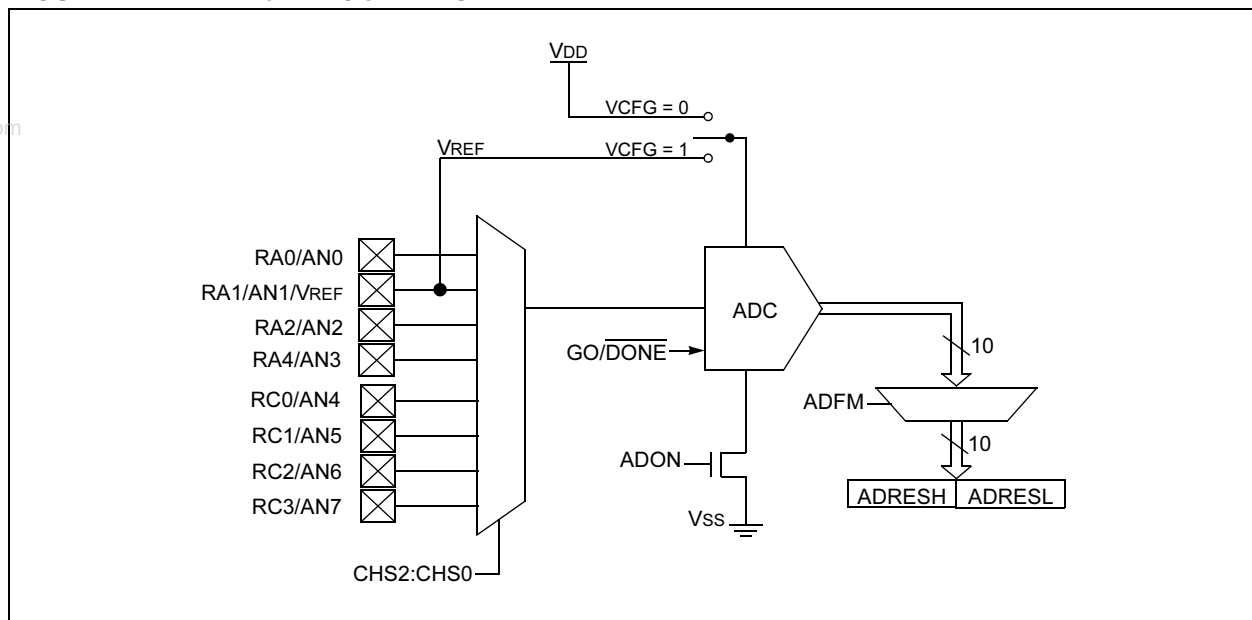 VDD
VCFG = 0
om
VREF
VCFG = 1
RA0/AN0
RA1/AN1/VREF
RA2/AN2
ADC
GO/DONE
10
RA4/AN3
RC0/AN4
ADFM
RC1/AN5
10
RC2/AN6
ADON
RC3/AN7
ADRESH ADRESL
VSS
CHS2:CHS0